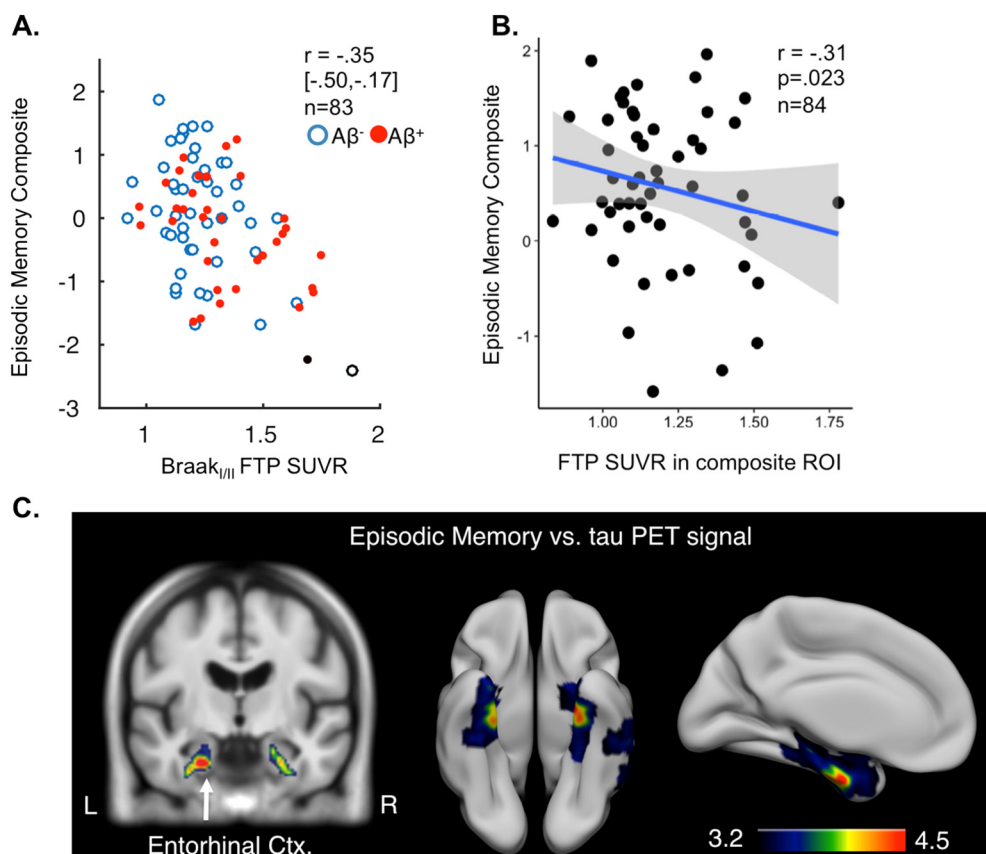 A.
r = -.35
[-.50,-.17]
n=83
Aβ⁻ Aβ⁺
Episodic Memory Composite
2
1
0
-1
-2
-3
1 1.5 2
Braak I/II FTP SUVR
B.
r = -.31
p=.023
n=84
Episodic Memory Composite
2
1
0
-1
1.00 1.25 1.50 1.75
FTP SUVR in composite ROI
C.
Episodic Memory vs. tau PET signal
L R
Entorhinal Ctx.
3.2 4.5